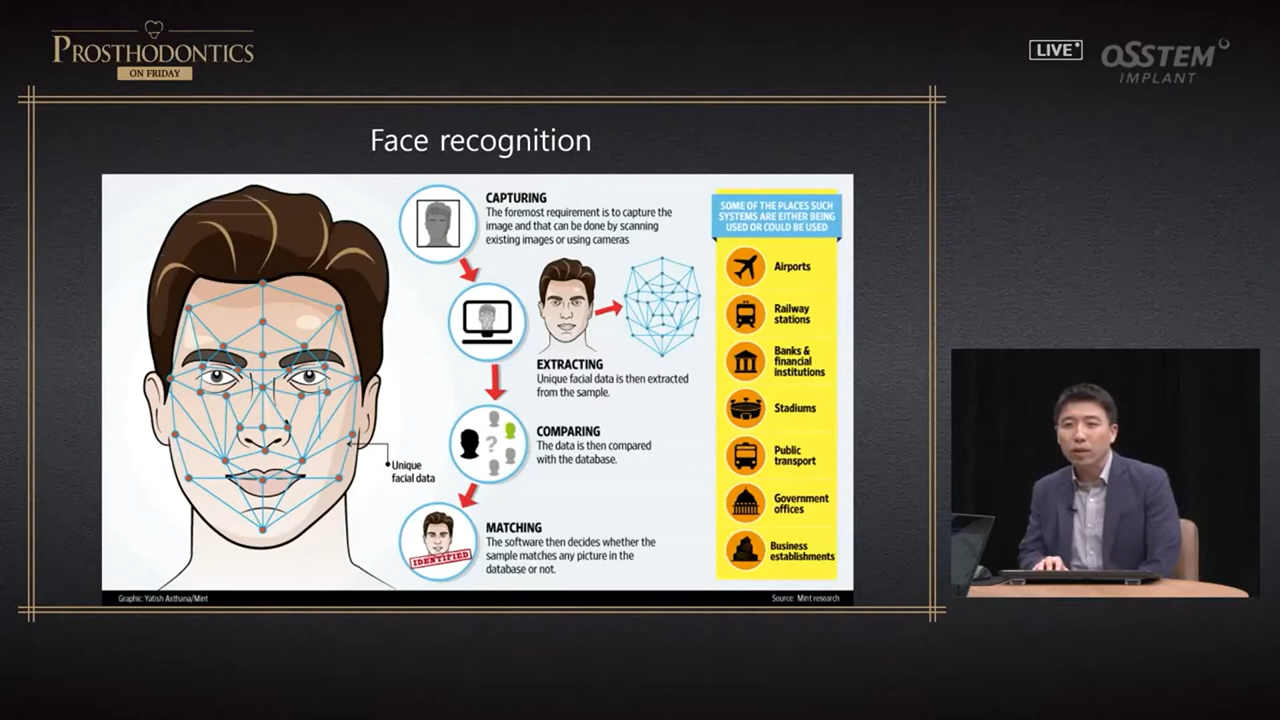 PROSTHODONTICS
ON FRIDAY
LIVE
OSSTEM
IMPLANT
Face recognition
CAPTURING
The foremost requirement is to capture the
image and that can be done by scanning
existing images or using cameras
EXTRACTING
Unique facial data is then extracted
from the sample.
COMPARING
The data is then compared
with the database.
?
Unique
facial data
MATCHING
The software then decides whether the
sample matches any picture in the
database or not.
IDENTIFIED
SOME OF THE PLACES SUCH
SYSTEMS ARE EITHER BEING
USED OR COULD BE USED
Airports
Railway
stations
Banks &
financial
institutions
Stadiums
Public
transport
Government
offices
Business
establishments
Graphic: Yatish Asthana/Mint
Source: Mint research